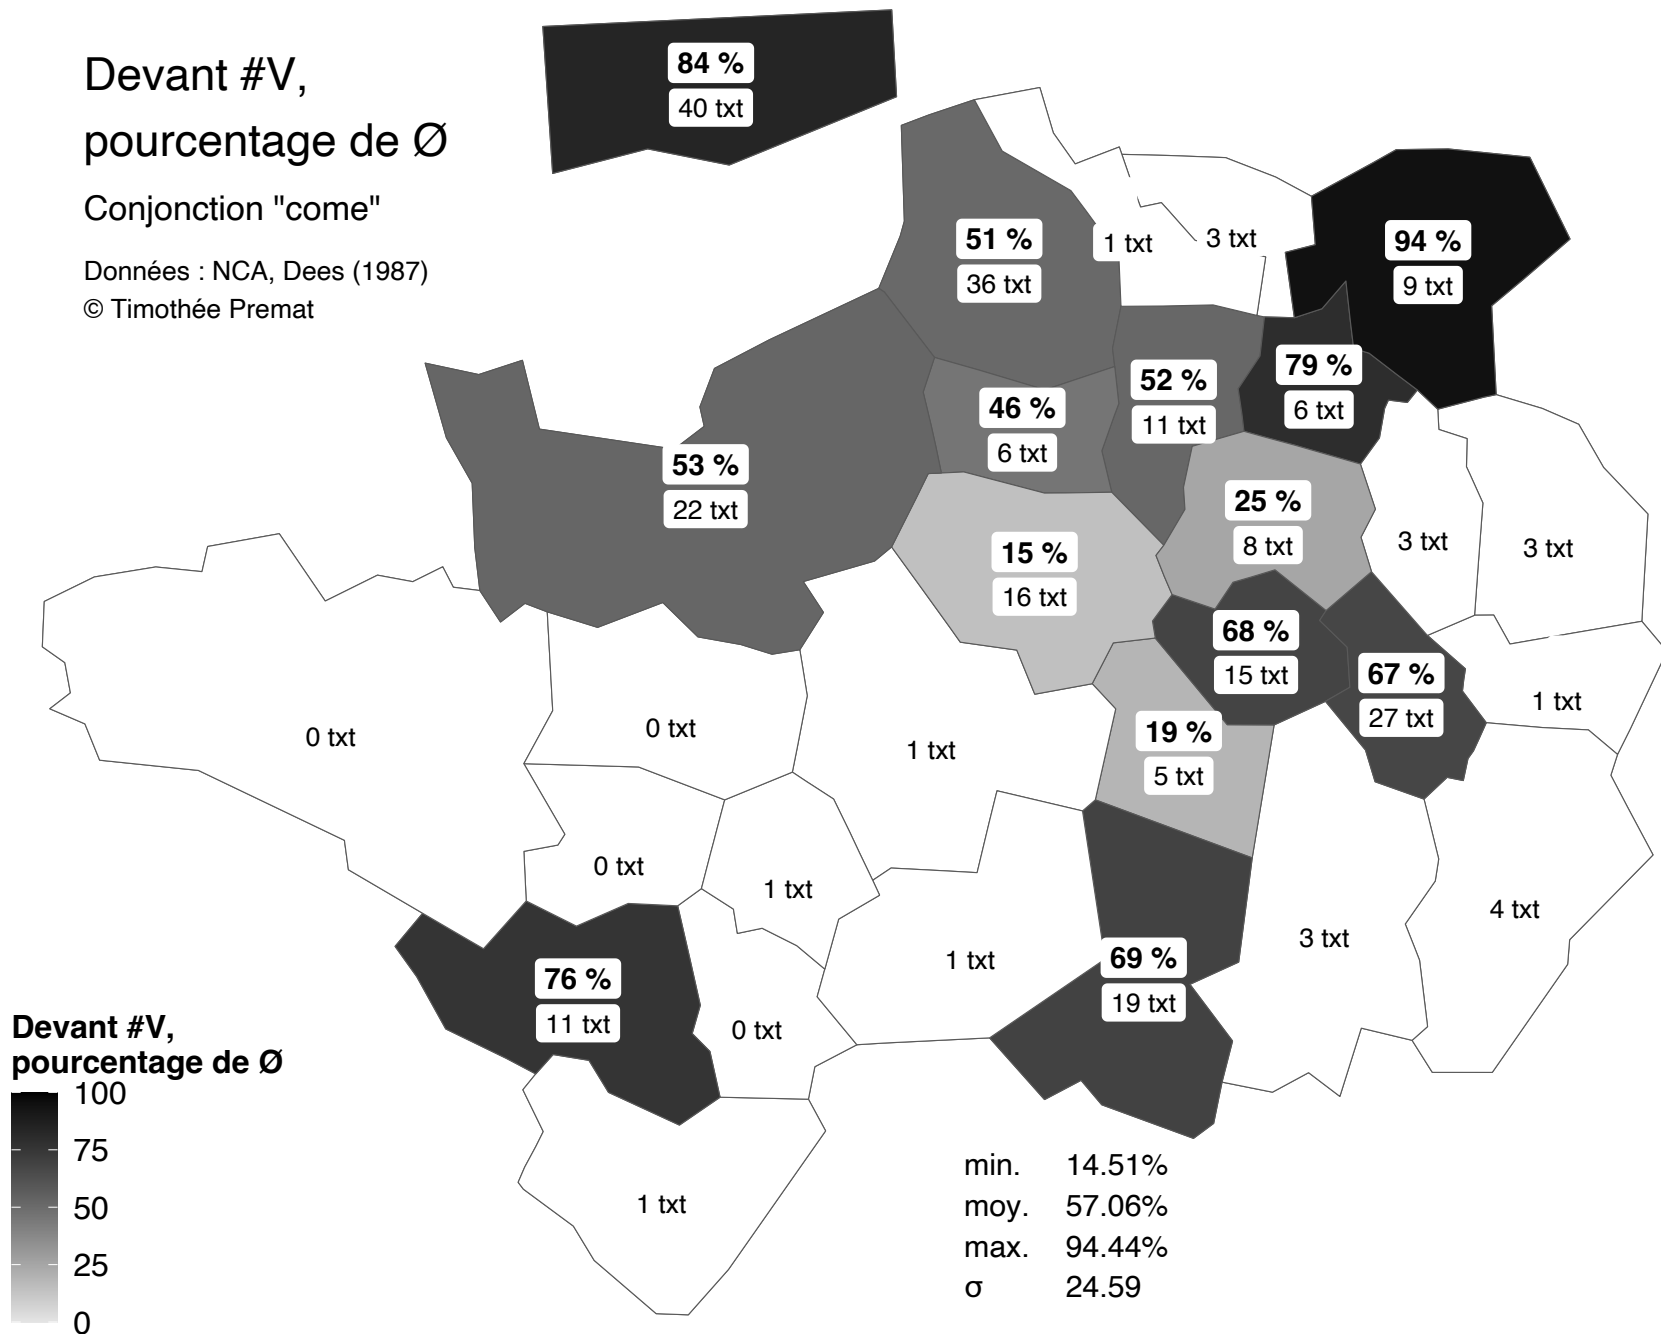 Devant #V,
pourcentage de Ø
Conjonction "come"
Données : NCA, Dees (1987)
© Timothée Premat
84 %
40 txt
51 %
36 txt
1 txt
3 txt
94 %
9 txt
53 %
22 txt
46 %
6 txt
52 %
11 txt
79 %
6 txt
15 %
16 txt
25 %
8 txt
3 txt
3 txt
68 %
15 txt
67 %
27 txt
1 txt
0 txt
0 txt
1 txt
19 %
5 txt
0 txt
1 txt
1 txt
3 txt
4 txt
76 %
11 txt
0 txt
69 %
19 txt
1 txt
Devant #V,
pourcentage de Ø
100
75
50
25
0
min. 14.51%
moy. 57.06%
max. 94.44%
σ 24.59